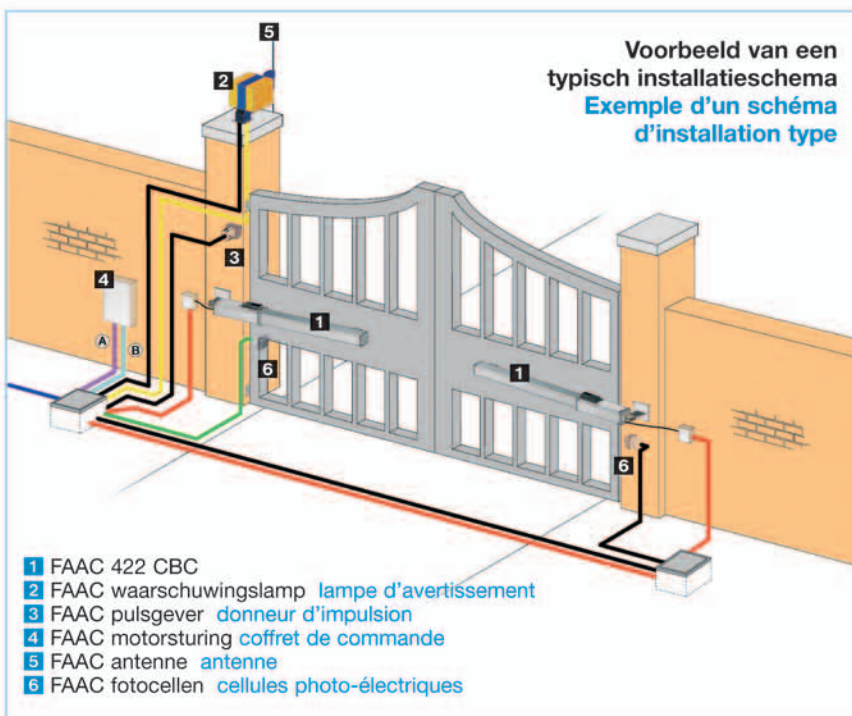 5
2
Voorbeeld van een
typisch installatieschema
Exemple d'un schéma
d'installation type
3
4
1
A
B
6
1
6
1 FAAC 422 CBC
2 FAAC waarschuwingslamp lampe d'avertissement
3 FAAC pulsgever donneur d'impulsion
4 FAAC motorsturing coffret de commande
5 FAAC antenne antenne
6 FAAC fotocellen cellules photo-électriques